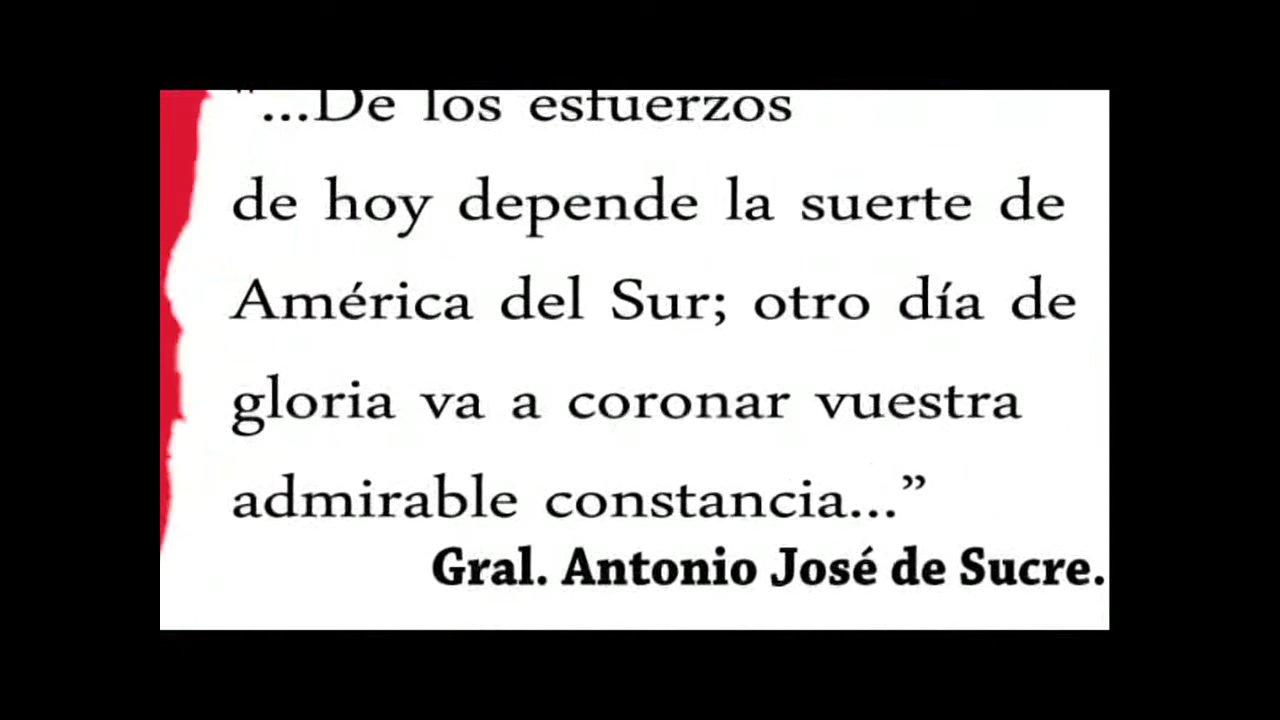 "...De los esfuerzos
de hoy depende la suerte de
América del Sur; otro día de
gloria va a coronar vuestra
admirable constancia...”
Gral. Antonio José de Sucre.